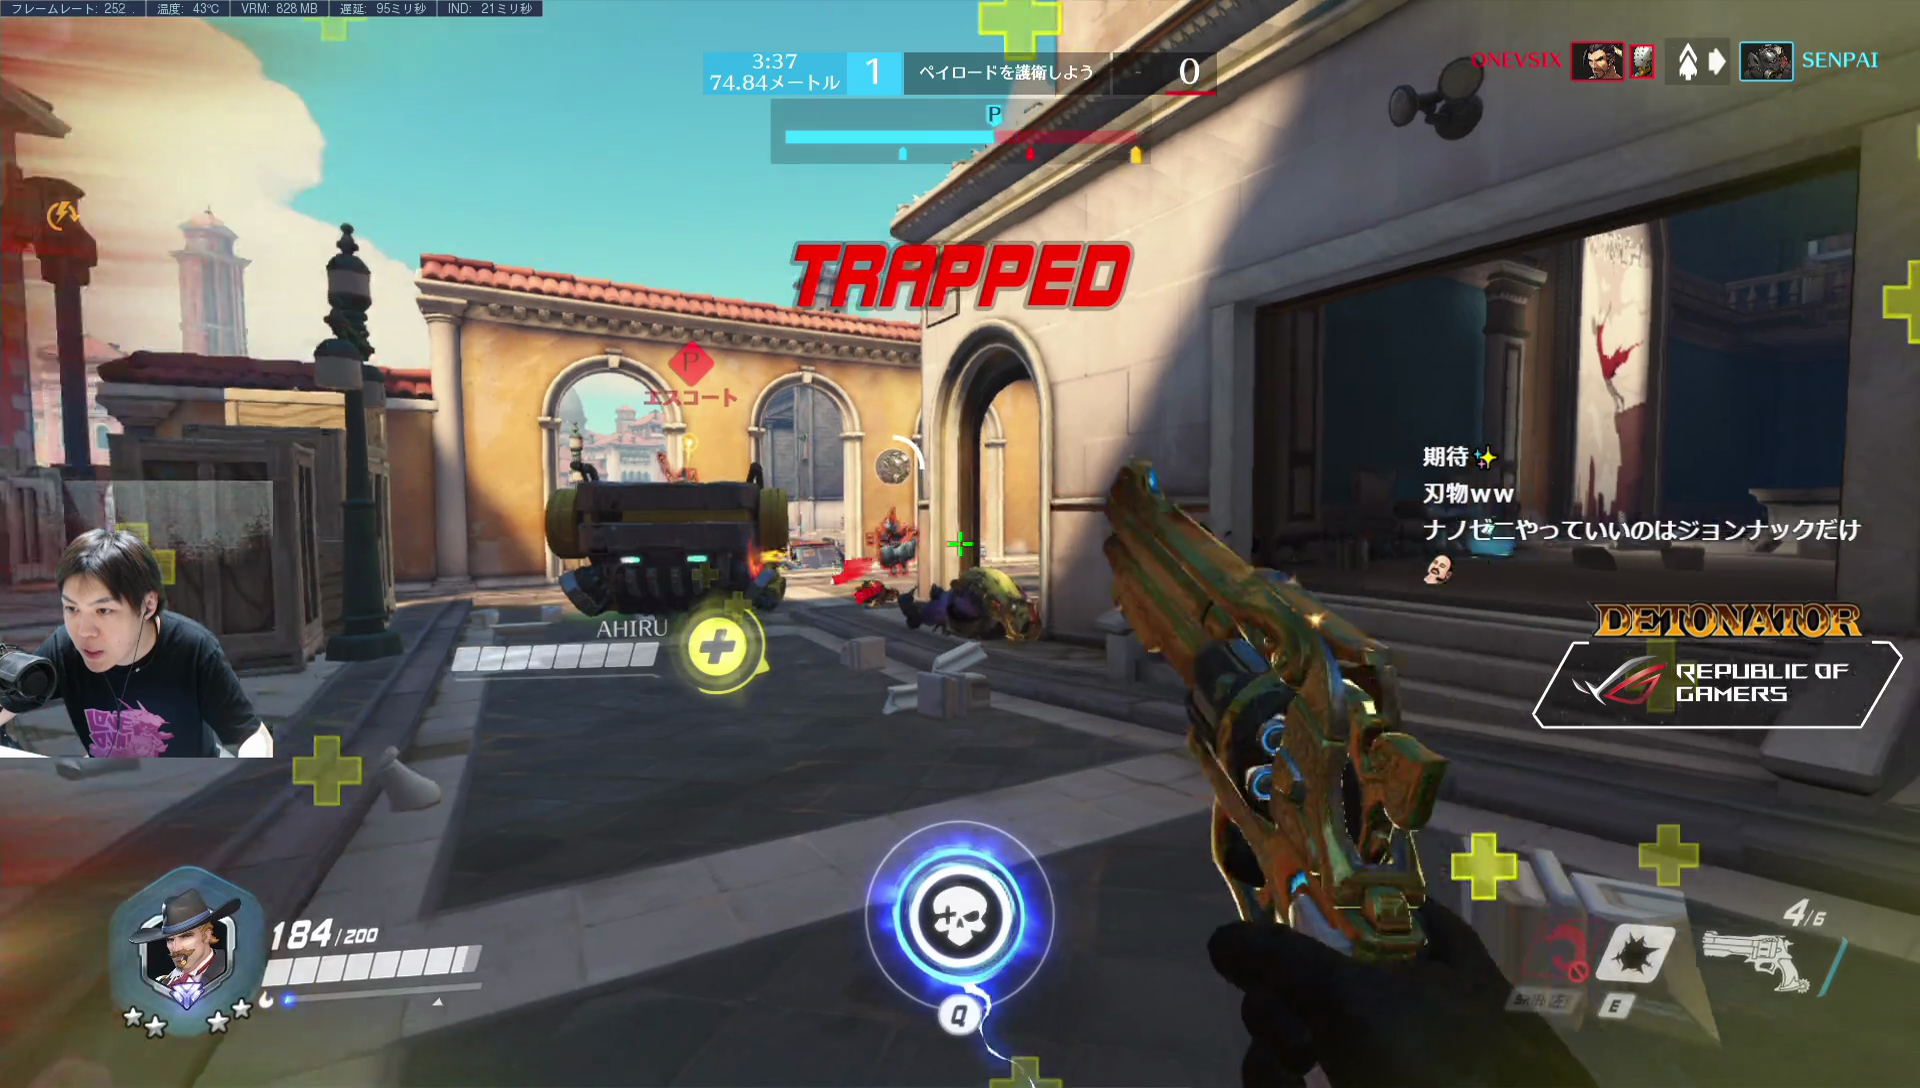 フレームレート: 252
温度: 43℃
VRM: 828 MB
遅延: 95ミリ秒
IND: 21ミリ秒
3:37
74.84メートル
1
ペイロードを護衛しよう
0
ONEVSIX
SENPAI
P
TRAPPED
P
エスコート
期待
刃物ww
ナノゼニやっていいのはジョンナックだけ
DETONATOR
REPUBLIC OF
GAMERS
AHIRU
184/200
Q
E
4/6